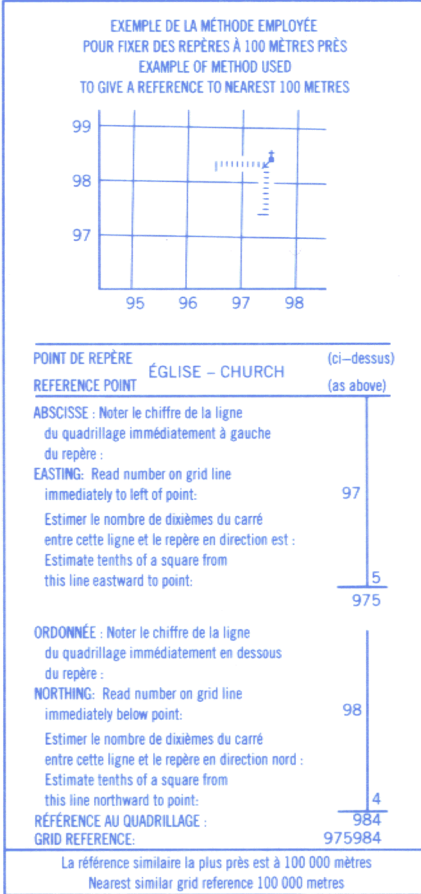 EXEMPLE DE LA MÉTHODE EMPLOYÉE
POUR FIXER DES REPÈRES À 100 MÈTRES PRÈS
EXAMPLE OF METHOD USED
TO GIVE A REFERENCE TO NEAREST 100 METRES
99
98
97
95 96 97 98
POINT DE REPÈRE (ci–dessus)
ÉGLISE – CHURCH
REFERENCE POINT (as above)
ABSCISSE : Noter le chiffre de la ligne
du quadrillage immédiatement à gauche
du repère :
EASTING: Read number on grid line
immediately to left of point: 97
Estimer le nombre de dixièmes du carré
entre cette ligne et le repère en direction est :
Estimate tenths of a square from
this line eastward to point: 5
975
ORDONNÉE : Noter le chiffre de la ligne
du quadrillage immédiatement en dessous
du repère :
NORTHING: Read number on grid line
immediately below point: 98
Estimer le nombre de dixièmes du carré
entre cette ligne et le repère en direction nord :
Estimate tenths of a square from
this line northward to point: 4
RÉFÉRENCE AU QUADRILLAGE : 984
GRID REFERENCE: 975984
La référence similaire la plus près est à 100 000 mètres
Nearest similar grid reference 100 000 metres